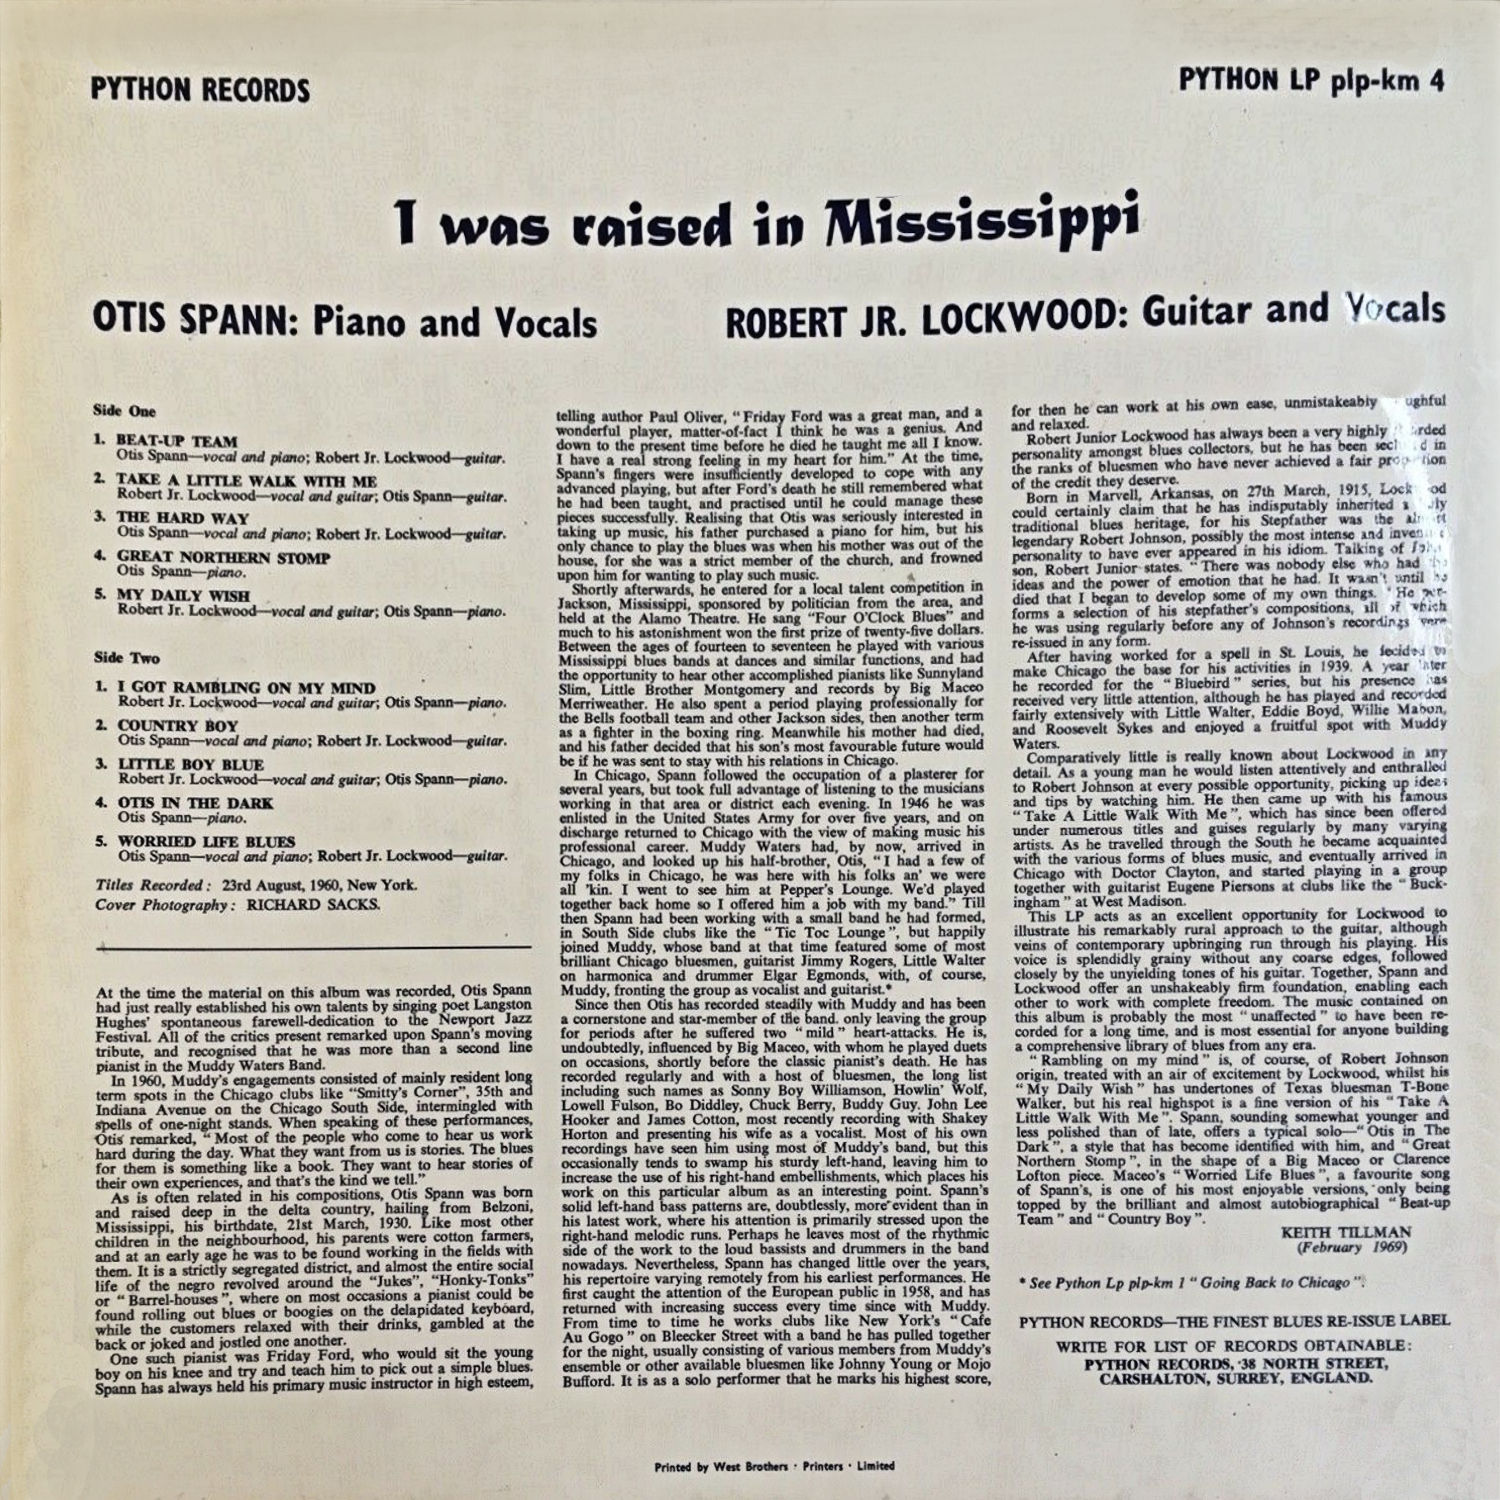 PYTHON RECORDS
PYTHON LP plp-km 4
I was raised in Mississippi
OTIS SPANN: Piano and Vocals
ROBERT JR. LOCKWOOD: Guitar and Vocals
Side One
1. BEAT-UP TEAM
Otis Spann—vocal and piano; Robert Jr. Lockwood—guitar.
2. TAKE A LITTLE WALK WITH ME
Robert Jr. Lockwood—vocal and guitar; Otis Spann—guitar.
3. THE HARD WAY
Otis Spann—vocal and piano; Robert Jr. Lockwood—guitar.
4. GREAT NORTHERN STOMP
Otis Spann—piano.
5. MY DAILY WISH
Robert Jr. Lockwood—vocal and guitar; Otis Spann—piano.
Side Two
1. I GOT RAMBLING ON MY MIND
Robert Jr. Lockwood—vocal and guitar; Otis Spann—piano.
2. COUNTRY BOY
Otis Spann—vocal and piano; Robert Jr. Lockwood—guitar.
3. LITTLE BOY BLUE
Robert Jr. Lockwood—vocal and guitar; Otis Spann—piano.
4. OTIS IN THE DARK
Otis Spann—piano.
5. WORRIED LIFE BLUES
Otis Spann—vocal and piano; Robert Jr. Lockwood—guitar.
Titles Recorded: 23rd August, 1960, New York.
Cover Photography: RICHARD SACKS.
At the time the material on this album was recorded, Otis Spann
had just really established his own talents by singing poet Langston
Hughes' spontaneous farewell-dedication to the Newport Jazz
Festival. All of the critics present remarked upon Spann's moving
tribute, and recognised that he was more than a second line
pianist in the Muddy Waters Band.
In 1960, Muddy's engagements consisted of mainly resident long
term spots in the Chicago clubs like "Smitty's Corner", 35th and
Indiana Avenue on the Chicago South Side, intermingled with
spells of one-night stands. When speaking of these performances,
Otis remarked, "Most of the people who come to hear us work
hard during the day. What they want from us is stories. The blues
for them is something like a book. They want to hear stories of
their own experiences, and that's the kind we tell."
As is often related in his compositions, Otis Spann was born
and raised deep in the delta country, hailing from Belzoni,
Mississippi, his birthdate, 21st March, 1930. Like most other
children in the neighbourhood, his parents were cotton farmers,
and at an early age he was to be found working in the fields with
them. It is a strictly segregated district, and almost the entire social
life of the negro revolved around the "Jukes", "Honky-Tonks"
or "Barrel-houses", where on most occasions a pianist could be
found rolling out blues or boogies on the delapidated keyboard,
while the customers relaxed with their drinks, gambled at the
back or joked and jostled one another.
One such pianist was Friday Ford, who would sit the young
boy on his knee and try and teach him to pick out a simple blues.
Spann has always held his primary music instructor in high esteem,
telling author Paul Oliver, "Friday Ford was a great man, and a
wonderful player, matter-of-fact I think he was a genius. And
down to the present time before he died he taught me all I know.
I have a real strong feeling in my heart for him." At the time,
Spann's fingers were insufficiently developed to cope with any
advanced playing, but after Ford's death he still remembered what
he had been taught, and practised until he could manage these
pieces successfully. Realising that Otis was seriously interested in
taking up music, his father purchased a piano for him, but his
only chance to play the blues was when his mother was out of the
house, for she was a strict member of the church, and frowned
upon him for wanting to play such music.
Shortly afterwards, he entered for a local talent competition in
Jackson, Mississippi, sponsored by politician from the area, and
held at the Alamo Theatre. He sang "Four O'Clock Blues" and
much to his astonishment won the first prize of twenty-five dollars.
Between the ages of fourteen to seventeen he played with various
Mississippi blues bands at dances and similar functions, and had
the opportunity to hear other accomplished pianists like Sunnyland
Slim, Little Brother Montgomery and records by Big Maceo
Merriweather. He also spent a period playing professionally for
the Bells football team and other Jackson sides, then another term
as a fighter in the boxing ring. Meanwhile his mother had died,
and his father decided that his son's most favourable future would
be if he was sent to stay with his relations in Chicago.
In Chicago, Spann followed the occupation of a plasterer for
several years, but took full advantage of listening to the musicians
working in that area or district each evening. In 1946 he was
enlisted in the United States Army for over five years, and on
discharge returned to Chicago with the view of making music his
professional career. Muddy Waters had, by now, arrived in
Chicago, and looked up his half-brother, Otis, "I had a few of
my folks in Chicago, he was here with his folks an' we were
all 'kin. I went to see him at Pepper's Lounge. We'd played
together back home so I offered him a job with my band." Till
then Spann had been working with a small band he had formed,
in South Side clubs like the "Tic Toc Lounge", but happily
joined Muddy, whose band at that time featured some of most
brilliant Chicago bluesmen, guitarist Jimmy Rogers, Little Walter
on harmonica and drummer Elgar Egmonds, with, of course,
Muddy, fronting the group as vocalist and guitarist.*
Since then Otis has recorded steadily with Muddy and has been
a cornerstone and star-member of the band. only leaving the group
for periods after he suffered two "mild" heart-attacks. He is,
undoubtedly, influenced by Big Maceo, with whom he played duets
on occasions, shortly before the classic pianist's death. He has
recorded regularly and with a host of bluesmen, the long list
including such names as Sonny Boy Williamson, Howlin' Wolf,
Lowell Fulson, Bo Diddley, Chuck Berry, Buddy Guy. John Lee
Hooker and James Cotton, most recently recording with Shakey
Horton and presenting his wife as a vocalist. Most of his own
recordings have seen him using most of Muddy's band, but this
occasionally tends to swamp his sturdy left-hand, leaving him to
increase the use of his right-hand embellishments, which places his
work on this particular album as an interesting point. Spann's
solid left-hand bass patterns are, doubtlessly, more evident than in
his latest work, where his attention is primarily stressed upon the
right-hand melodic runs. Perhaps he leaves most of the rhythmic
side of the work to the loud bassists and drummers in the band
nowadays. Nevertheless, Spann has changed little over the years,
his repertoire varying remotely from his earliest performances. He
first caught the attention of the European public in 1958, and has
returned with increasing success every time since with Muddy.
From time to time he works clubs like New York's "Cafe
Au Gogo" on Bleecker Street with a band he has pulled together
for the night, usually consisting of various members from Muddy's
ensemble or other available bluesmen like Johnny Young or Mojo
Bufford. It is as a solo performer that he marks his highest score,
for then he can work at his own ease, unmistakeably
and relaxed.
Robert Junior Lockwood has always been a very highly
personality amongst blues collectors, but he has been in
the ranks of bluesmen who have never achieved a fair proportion
of the credit they deserve.
Born in Marvell, Arkansas, on 27th March, 1915, Lockwood
could certainly claim that he has indisputably inherited a
traditional blues heritage, for his Stepfather was the almost
legendary Robert Johnson, possibly the most intense and inventive
personality to have ever appeared in his idiom. Talking of John-
son, Robert Junior states. "There was nobody else who had the
ideas and the power of emotion that he had. It wasn't until he
died that I began to develop some of my own things." He per-
forms a selection of his stepfather's compositions, all of which
he was using regularly before any of Johnson's recordings were
re-issued in any form.
After having worked for a spell in St. Louis, he decided to
make Chicago the base for his activities in 1939. A year later
he recorded for the "Bluebird" series, but his presence has
received very little attention, although he has played and recorded
fairly extensively with Little Walter, Eddie Boyd, Willie Mabon,
and Roosevelt Sykes and enjoyed a fruitful spot with Muddy
Waters.
Comparatively little is really known about Lockwood in any
detail. As a young man he would listen attentively and enthralled
to Robert Johnson at every possible opportunity, picking up ideas
and tips by watching him. He then came up with his famous
"Take A Little Walk With Me", which has since been offered
under numerous titles and guises regularly by many varying
artists. As he travelled through the South he became acquainted
with the various forms of blues music, and eventually arrived in
Chicago with Doctor Clayton, and started playing in a group
together with guitarist Eugene Piersons at clubs like the "Buck-
ingham" at West Madison.
This LP acts as an excellent opportunity for Lockwood to
illustrate his remarkably rural approach to the guitar, although
veins of contemporary upbringing run through his playing. His
voice is splendidly grainy without any coarse edges, followed
closely by the unyielding tones of his guitar. Together, Spann and
Lockwood offer an unshakeably firm foundation, enabling each
other to work with complete freedom. The music contained on
this album is probably the most "unaffected" to have been re-
corded for a long time, and is most essential for anyone building
a comprehensive library of blues from any era.
"Rambling on my mind" is, of course, of Robert Johnson
origin, treated with an air of excitement by Lockwood, whilst his
"My Daily Wish" has undertones of Texas bluesman T-Bone
Walker, but his real highspot is a fine version of his "Take A
Little Walk With Me". Spann, sounding somewhat younger and
less polished than of late, offers a typical solo—"Otis in The
Dark", a style that has become identified with him, and "Great
Northern Stomp", in the shape of a Big Maceo or Clarence
Lofton piece. Maceo's "Worried Life Blues", a favourite song
of Spann's, is one of his most enjoyable versions, only being
topped by the brilliant and almost autobiographical "Beat-up
Team" and "Country Boy".
KEITH TILLMAN
(February 1969)
* See Python Lp plp-km 1 "Going Back to Chicago".
PYTHON RECORDS—THE FINEST BLUES RE-ISSUE LABEL
WRITE FOR LIST OF RECORDS OBTAINABLE:
PYTHON RECORDS, 38 NORTH STREET,
CARSHALTON, SURREY, ENGLAND.
Printed by West Brothers · Printers · Limited